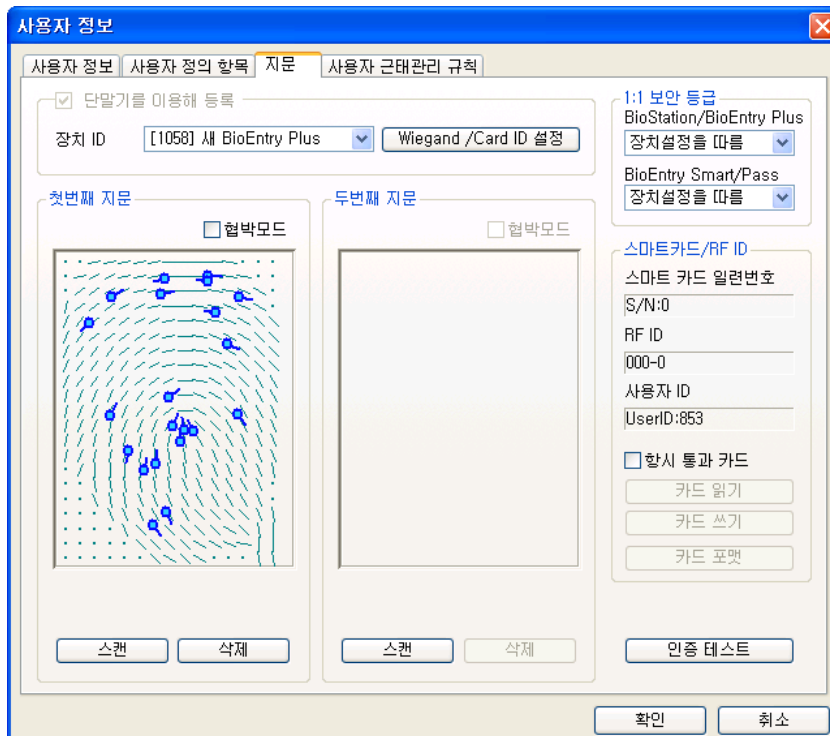 사용자 정보
사용자 정보 사용자 정의 항목 지문 사용자 근태관리 규칙
단말기를 이용해 등록
장치 ID [1058] 새 BioEntry Plus Wiegand /Card ID 설정
1:1 보안 등급
BioStation/BioEntry Plus
장치설정을 따름
BioEntry Smart/Pass
장치설정을 따름
첫번째 지문
협박모드
두번째 지문
협박모드
스마트카드/RF ID
스마트 카드 일련번호
S/N:0
RF ID
000-0
사용자 ID
UserID:853
항시 통과 카드
카드 읽기
카드 쓰기
카드 포맷
스캔 삭제
스캔 삭제
인증 테스트
확인 취소